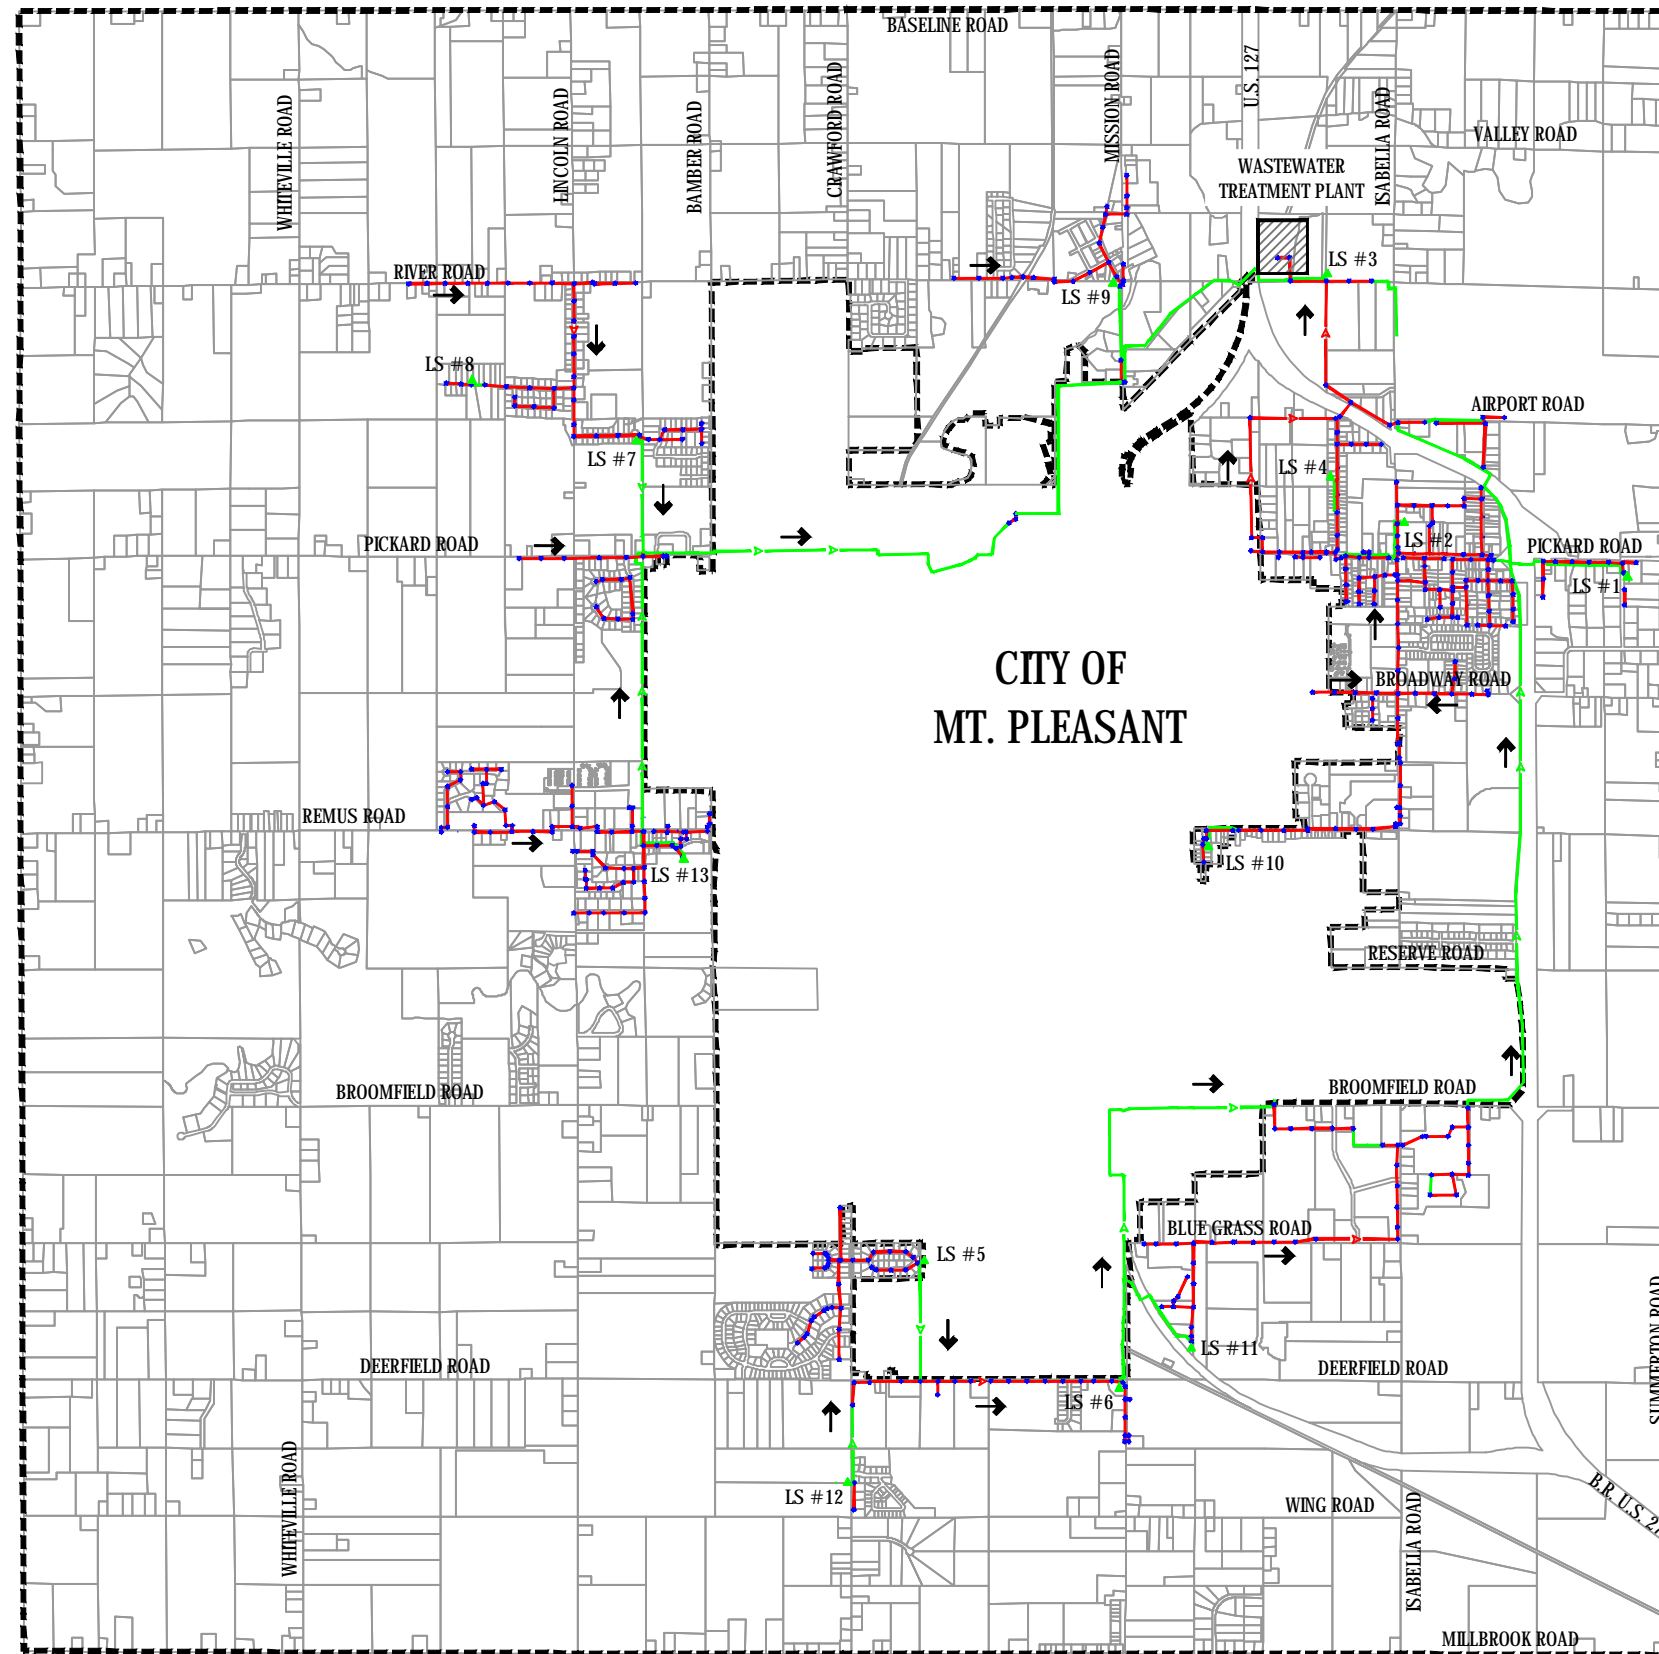 BASELINE ROAD
WHITEVILLE ROAD
LINCOLN ROAD
BAMBER ROAD
CRAWFORD ROAD
MISSION ROAD
U.S. 127
ISABELLA ROAD
VALLEY ROAD
WASTEWATER
TREATMENT PLANT
RIVER ROAD
LS #3
LS #9
LS #8
AIRPORT ROAD
LS #7
LS #4
PICKARD ROAD
LS #2
PICKARD ROAD
LS #1
CITY OF
MT. PLEASANT
BROADWAY ROAD
REMUS ROAD
LS #13
LS #10
RESERVE ROAD
BROOMFIELD ROAD
BROOMFIELD ROAD
BLUE GRASS ROAD
LS #5
LS #11
DEERFIELD ROAD
DEERFIELD ROAD
SUMMERTON ROAD
LS #6
LS #12
WHITEVILLE ROAD
WING ROAD
ISABELLA ROAD
B.R. U.S. 27
MILLBROOK ROAD